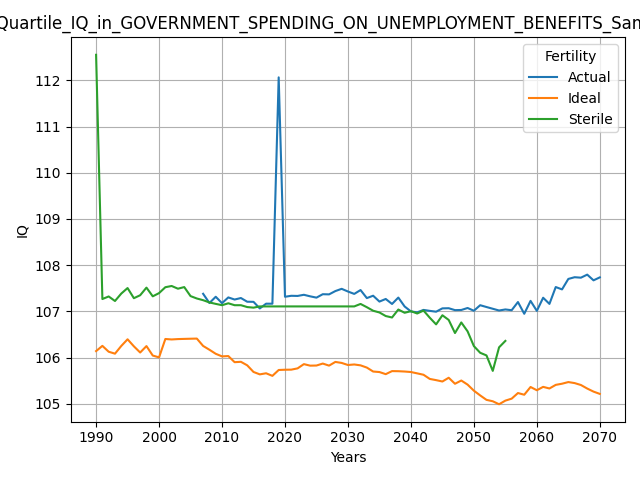 Quartile_IQ_in_GOVERNMENT_SPENDING_ON_UNEMPLOYMENT_BENEFITS_Sam
Fertility
Actual
Ideal
Sterile
112
111
110
109
108
107
106
105
IQ
1990 2000 2010 2020 2030 2040 2050 2060 2070
Years